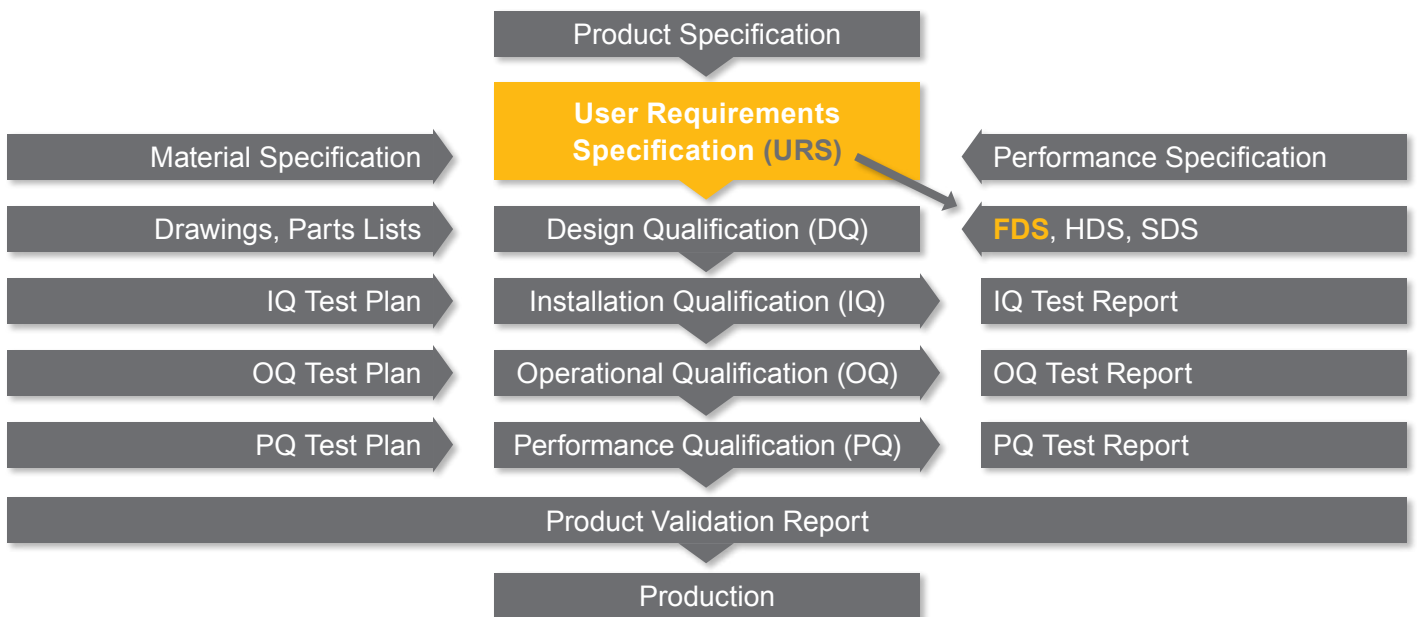 Product Specification
User Requirements
Specification (URS)
Material Specification
Performance Specification
Drawings, Parts Lists
Design Qualification (DQ)
FDS, HDS, SDS
IQ Test Plan
Installation Qualification (IQ)
IQ Test Report
OQ Test Plan
Operational Qualification (OQ)
OQ Test Report
PQ Test Plan
Performance Qualification (PQ)
PQ Test Report
Product Validation Report
Production